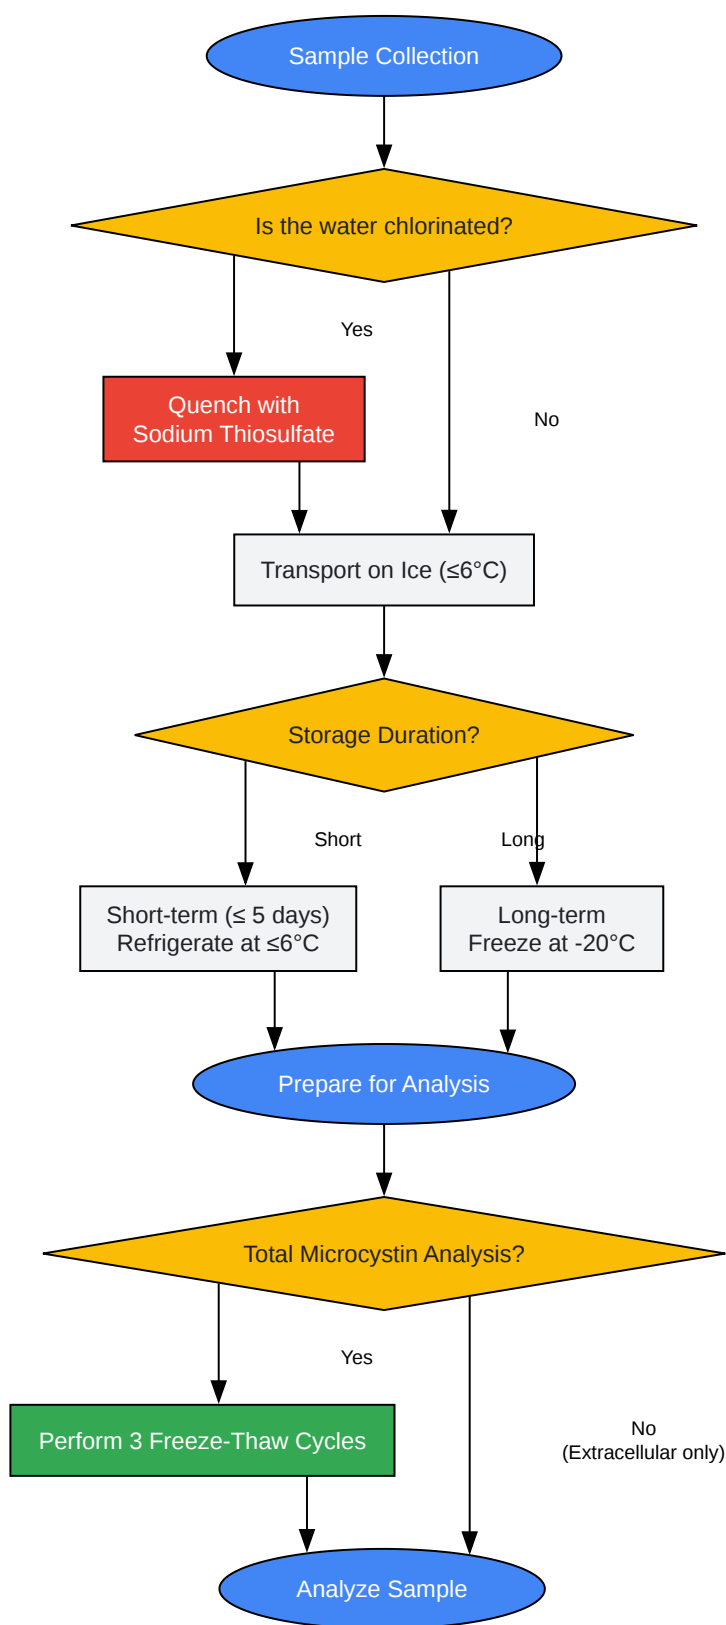 Sample Collection
Is the water chlorinated?
Yes
Quench with
Sodium Thiosulfate
No
Transport on Ice (≤6°C)
Storage Duration?
Short
Long
Short-term (≤ 5 days)
Refrigerate at ≤6°C
Long-term
Freeze at -20°C
Prepare for Analysis
Total Microcystin Analysis?
Yes
Perform 3 Freeze-Thaw Cycles
No
(Extracellular only)
Analyze Sample